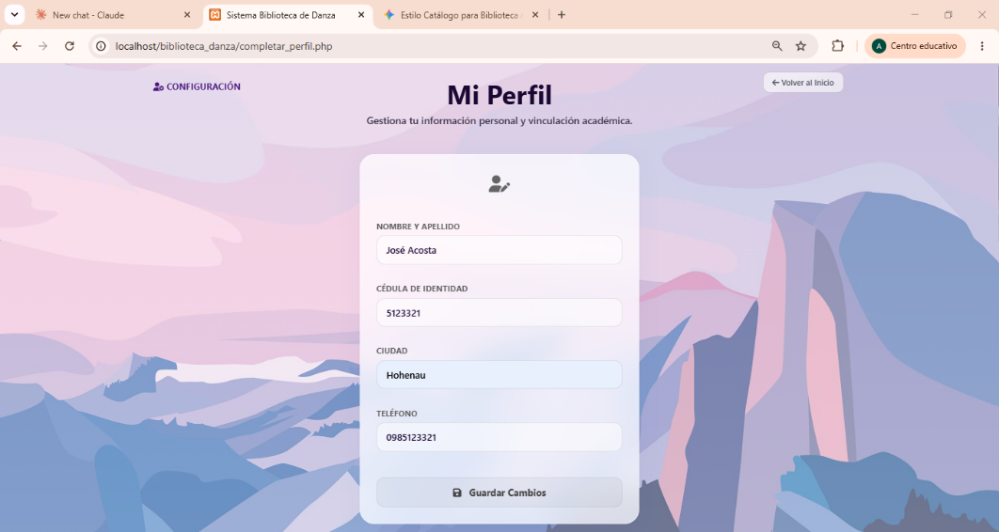 New chat - Claude
Sistema Biblioteca de Danza
Estilo Catálogo para Biblioteca
localhost/biblioteca_danza/completar_perfil.php
A
Centro educativo
CONFIGURACIÓN
Mi Perfil
← Volver al Inicio
Gestiona tu información personal y vinculación académica.
NOMBRE Y APELLIDO
José Acosta
CÉDULA DE IDENTIDAD
5123321
CIUDAD
Hohenau
TELÉFONO
0985123321
Guardar Cambios